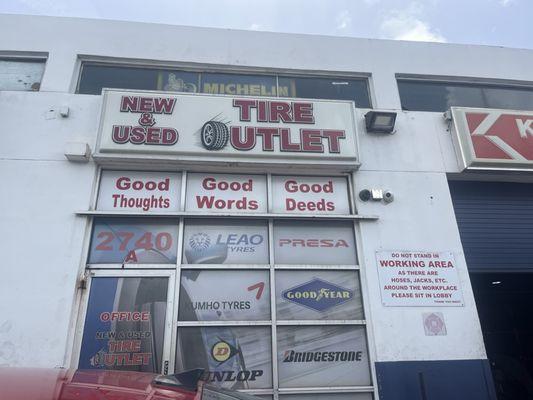 MICHELIN
NEW & USED
TIRE OUTLET
K
Good Thoughts
Good Words
Good Deeds
2740
A
LEAO
TYRES
PRESA
KUMHO TYRES
GOODYEAR
OFFICE
NEW & USED
TIRE
OUTLET
DUNLOP
BRIDGESTONE
DO NOT STAND IN
WORKING AREA
AS THERE ARE
HOSES, JACKS, ETC.
AROUND THE WORKPLACE
PLEASE SIT IN LOBBY
THANK YOU